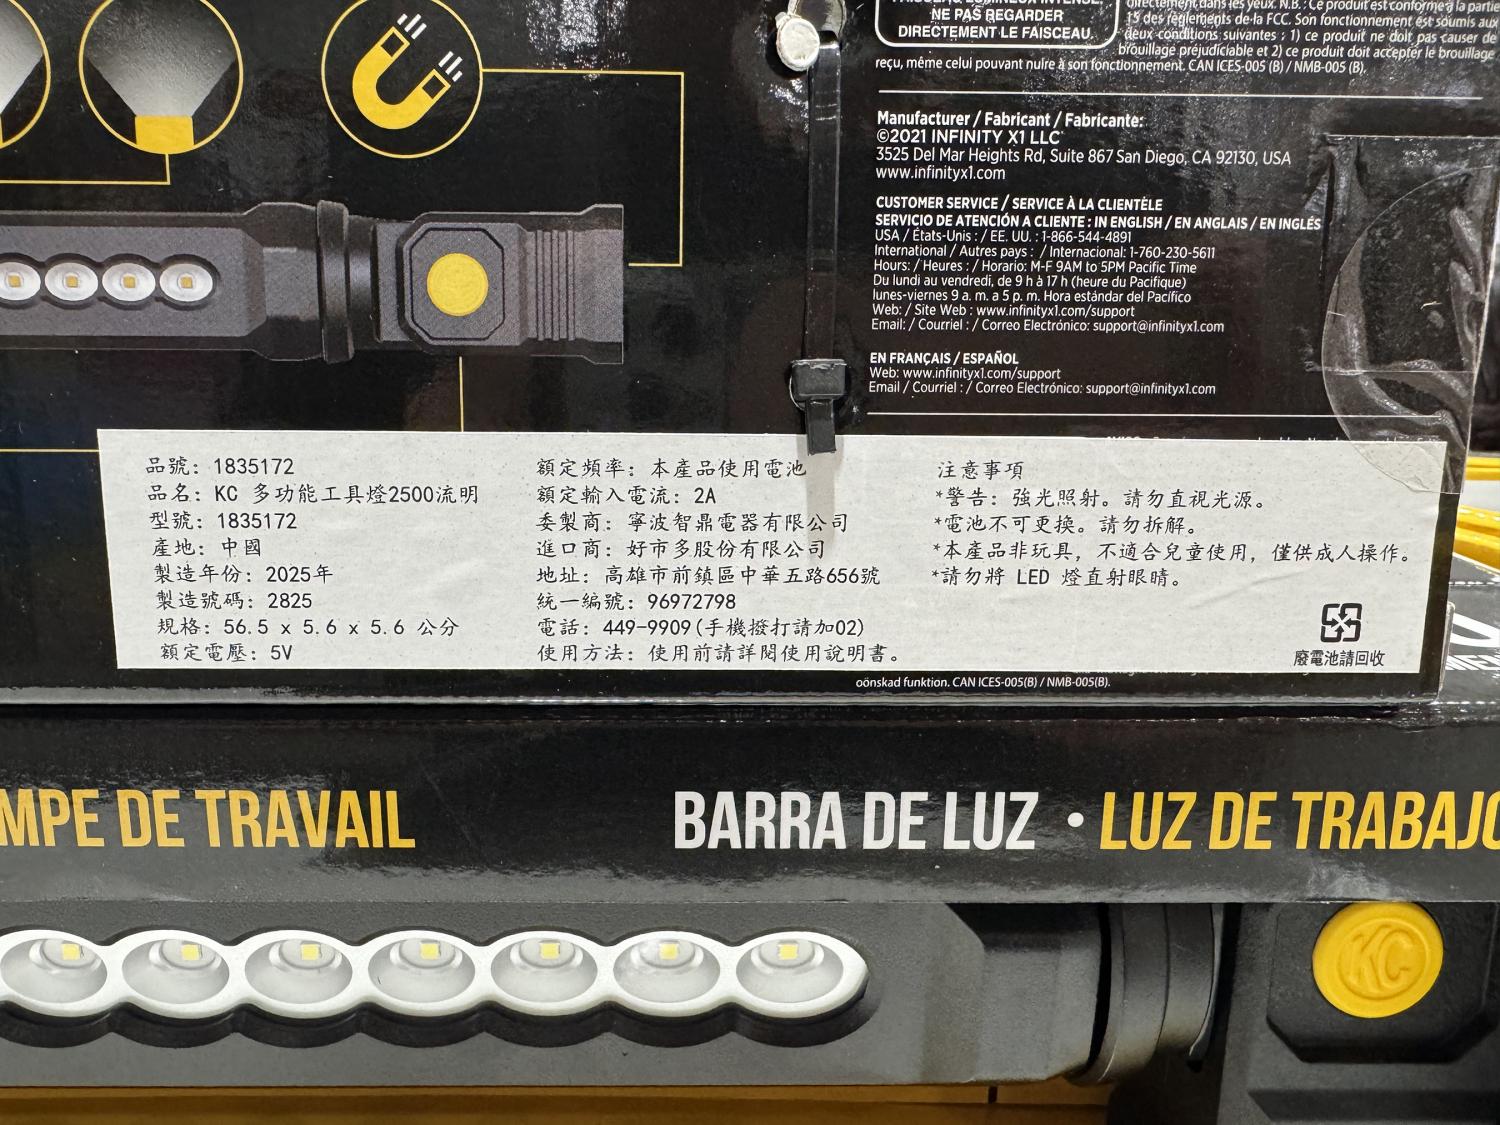 NE PAS REGARDER
DIRECTEMENT LE FAISCEAU
directement dans les yeux. N.B. : Ce produit est conforme à la partie
15 des règlements de la FCC. Son fonctionnement est soumis aux
deux conditions suivantes : 1) ce produit ne doit pas causer de
brouillage préjudiciable et 2) ce produit doit accepter le brouillage
reçu, même celui pouvant nuire à son fonctionnement. CAN ICES-005 (B) / NMB-005 (B).
Manufacturer / Fabricant / Fabricante:
©2021 INFINITY X1 LLC
3525 Del Mar Heights Rd, Suite 867 San Diego, CA 92130, USA
www.infinityx1.com
CUSTOMER SERVICE / SERVICE À LA CLIENTÈLE
SERVICIO DE ATENCIÓN A CLIENTE : IN ENGLISH / EN ANGLAIS / EN INGLÉS
USA / États-Unis : / EE. UU. : 1-866-544-4891
International / Autres pays : / Internacional: 1-760-230-5611
Hours: / Heures : / Horario: M-F 9AM to 5PM Pacific Time
Du lundi au vendredi, de 9 h à 17 h (heure du Pacifique)
lunes-viernes 9 a. m. a 5 p. m. Hora estándar del Pacífico
Web: / Site Web : www.infinityx1.com/support
Email: / Courriel : / Correo Electrónico: support@infinityx1.com
EN FRANÇAIS / ESPAÑOL
Web: www.infinityx1.com/support
Email / Courriel : / Correo Electrónico: support@infinityx1.com
品號: 1835172
品名: KC 多功能工具燈2500流明
型號: 1835172
產地: 中國
製造年份: 2025年
製造號碼: 2825
規格: 56.5 x 5.6 x 5.6 公分
額定電壓: 5V
額定頻率: 本產品使用電池
額定輸入電流: 2A
委製商: 寧波智鼎電器有限公司
進口商: 好市多股份有限公司
地址: 高雄市前鎮區中華五路656號
統一編號: 96972798
電話: 449-9909(手機撥打請加02)
使用方法: 使用前請詳閱使用說明書。
注意事項
*警告: 強光照射。請勿直視光源。
*電池不可更換。請勿拆解。
*本產品非玩具, 不適合兒童使用, 僅供成人操作。
*請勿將 LED 燈直射眼睛。
廢電池請回收
oönskad funktion. CAN ICES-005(B) / NMB-005(B).
MPE DE TRAVAIL
BARRA DE LUZ • LUZ DE TRABAJO
KC